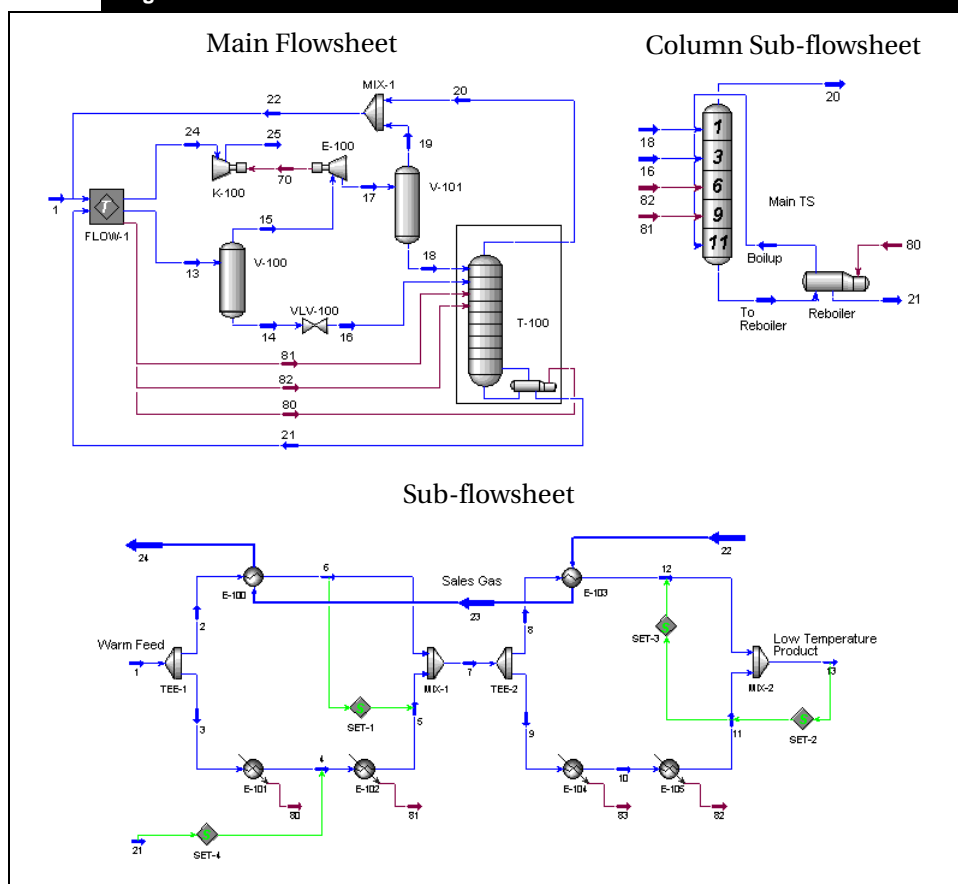 Main Flowsheet
Column Sub-flowsheet
MIX-1
22
20
24
25
E-100
19
K-100
70
V-101
17
1
FLOW-1
15
13
V-100
18
VLV-100
14
16
T-100
81
82
80
21
20
1
18
3
16
6
Main TS
82
9
81
11
80
Boilup
21
To
Reboiler
Reboiler
Sub-flowsheet
24
22
6
12
E-100
Sales Gas
E-103
23
2
8
SET-3
Warm Feed
Low Temperature
Product
1
TEE-1
MIX-1
7
TEE-2
MIX-2
13
SET-1
5
3
9
11
SET-2
4
10
E-101
E-102
E-104
E-105
80
81
83
82
21
SET-4